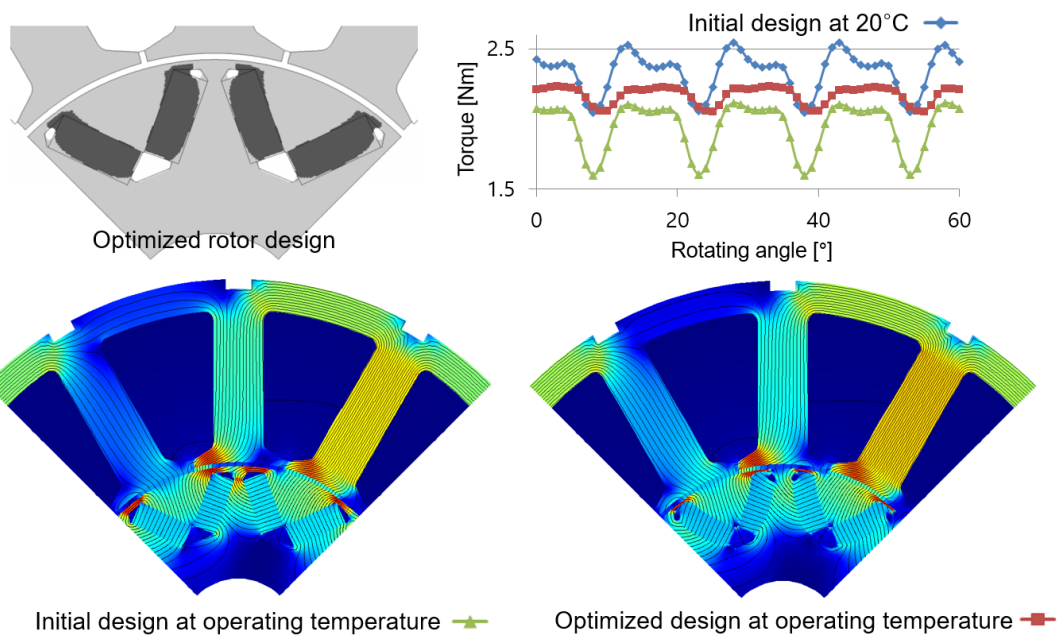 Initial design at 20°C
2.5
Torque [Nm]
1.5
0
20
40
60
Rotating angle [°]
Optimized rotor design
Initial design at operating temperature
Optimized design at operating temperature